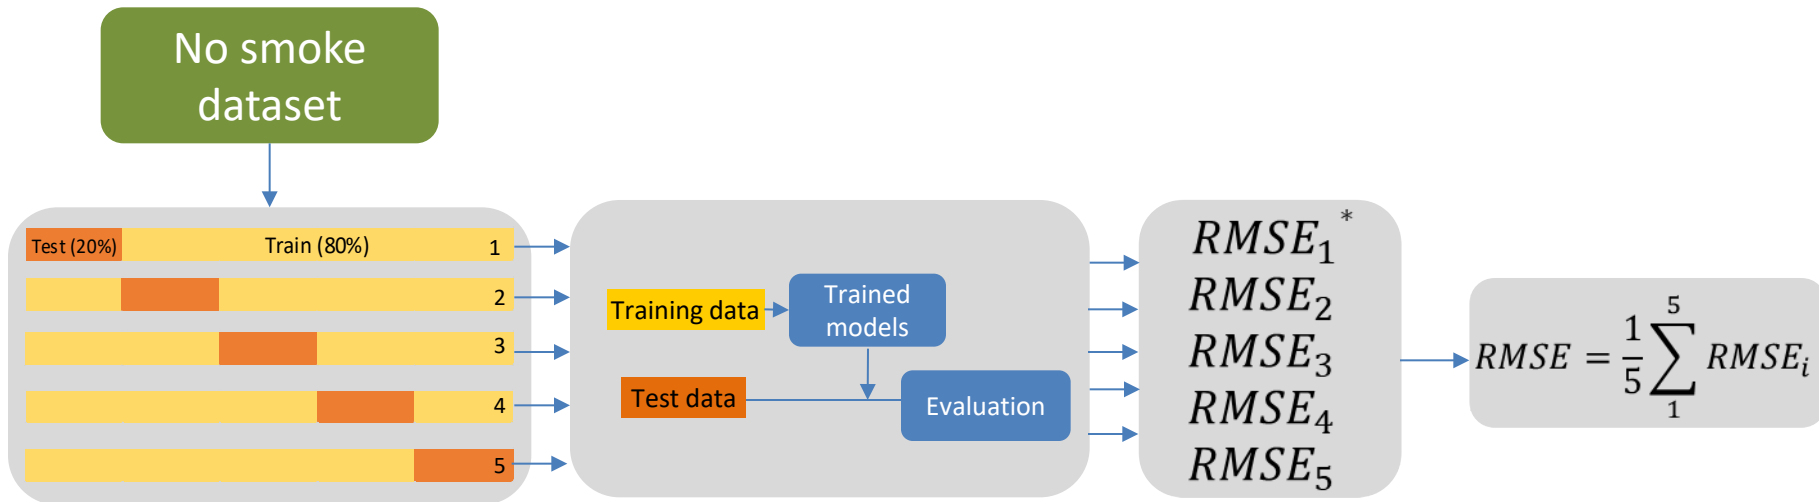 No smoke
dataset
Test (20%) Train (80%) 1
2
3
4
5
Training data
Trained
models
Test data
Evaluation
RMSE₁*
RMSE₂
RMSE₃
RMSE₄
RMSE₅
RMSE = 1/5 ∑₁⁵ RMSEᵢ